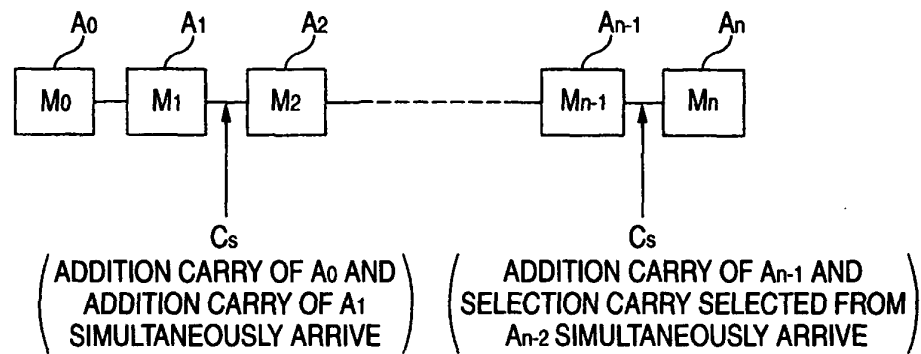 A0 A1 A2 An-1 An
M0 M1 M2 Mn-1 Mn
Cs
(ADDITION CARRY OF A0 AND
ADDITION CARRY OF A1
SIMULTANEOUSLY ARRIVE)
Cs
(ADDITION CARRY OF An-1 AND
SELECTION CARRY SELECTED FROM
An-2 SIMULTANEOUSLY ARRIVE)